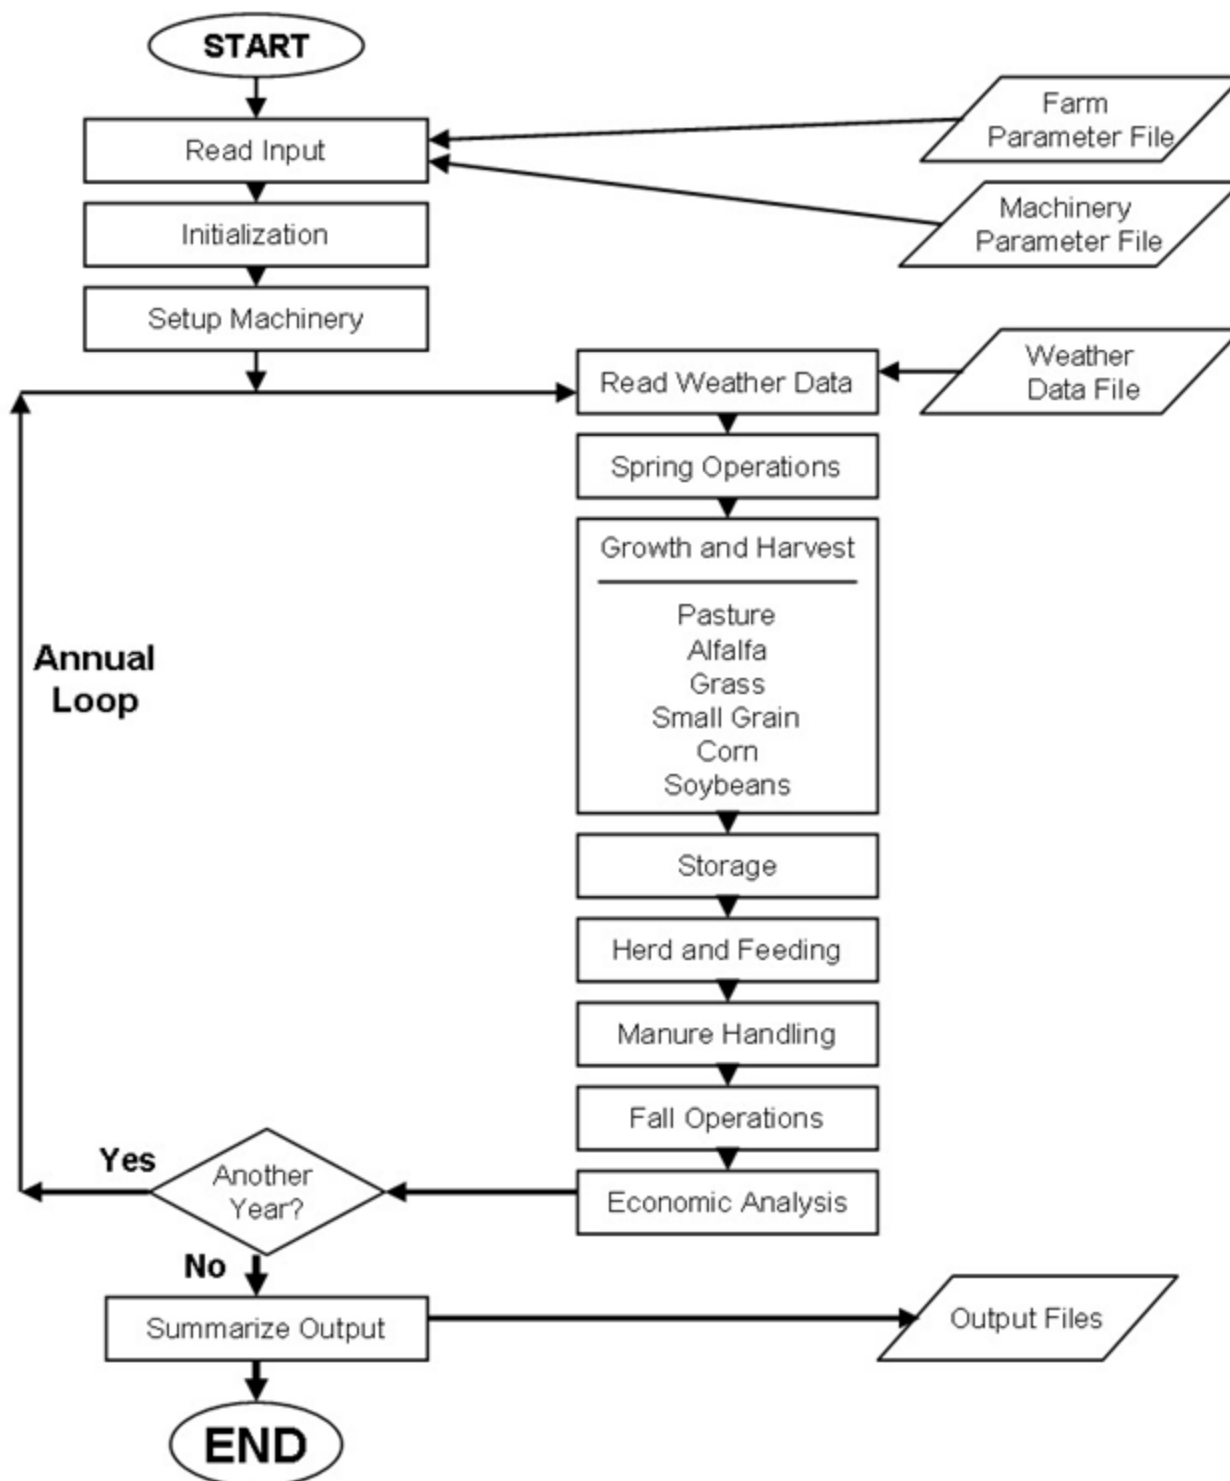 START
Read Input
Farm
Parameter File
Machinery
Parameter File
Initialization
Setup Machinery
Read Weather Data
Weather
Data File
Spring Operations
Growth and Harvest
Pasture
Alfalfa
Grass
Small Grain
Corn
Soybeans
Annual
Loop
Storage
Herd and Feeding
Manure Handling
Fall Operations
Economic Analysis
Another
Year?
Yes
No
Summarize Output
Output Files
END